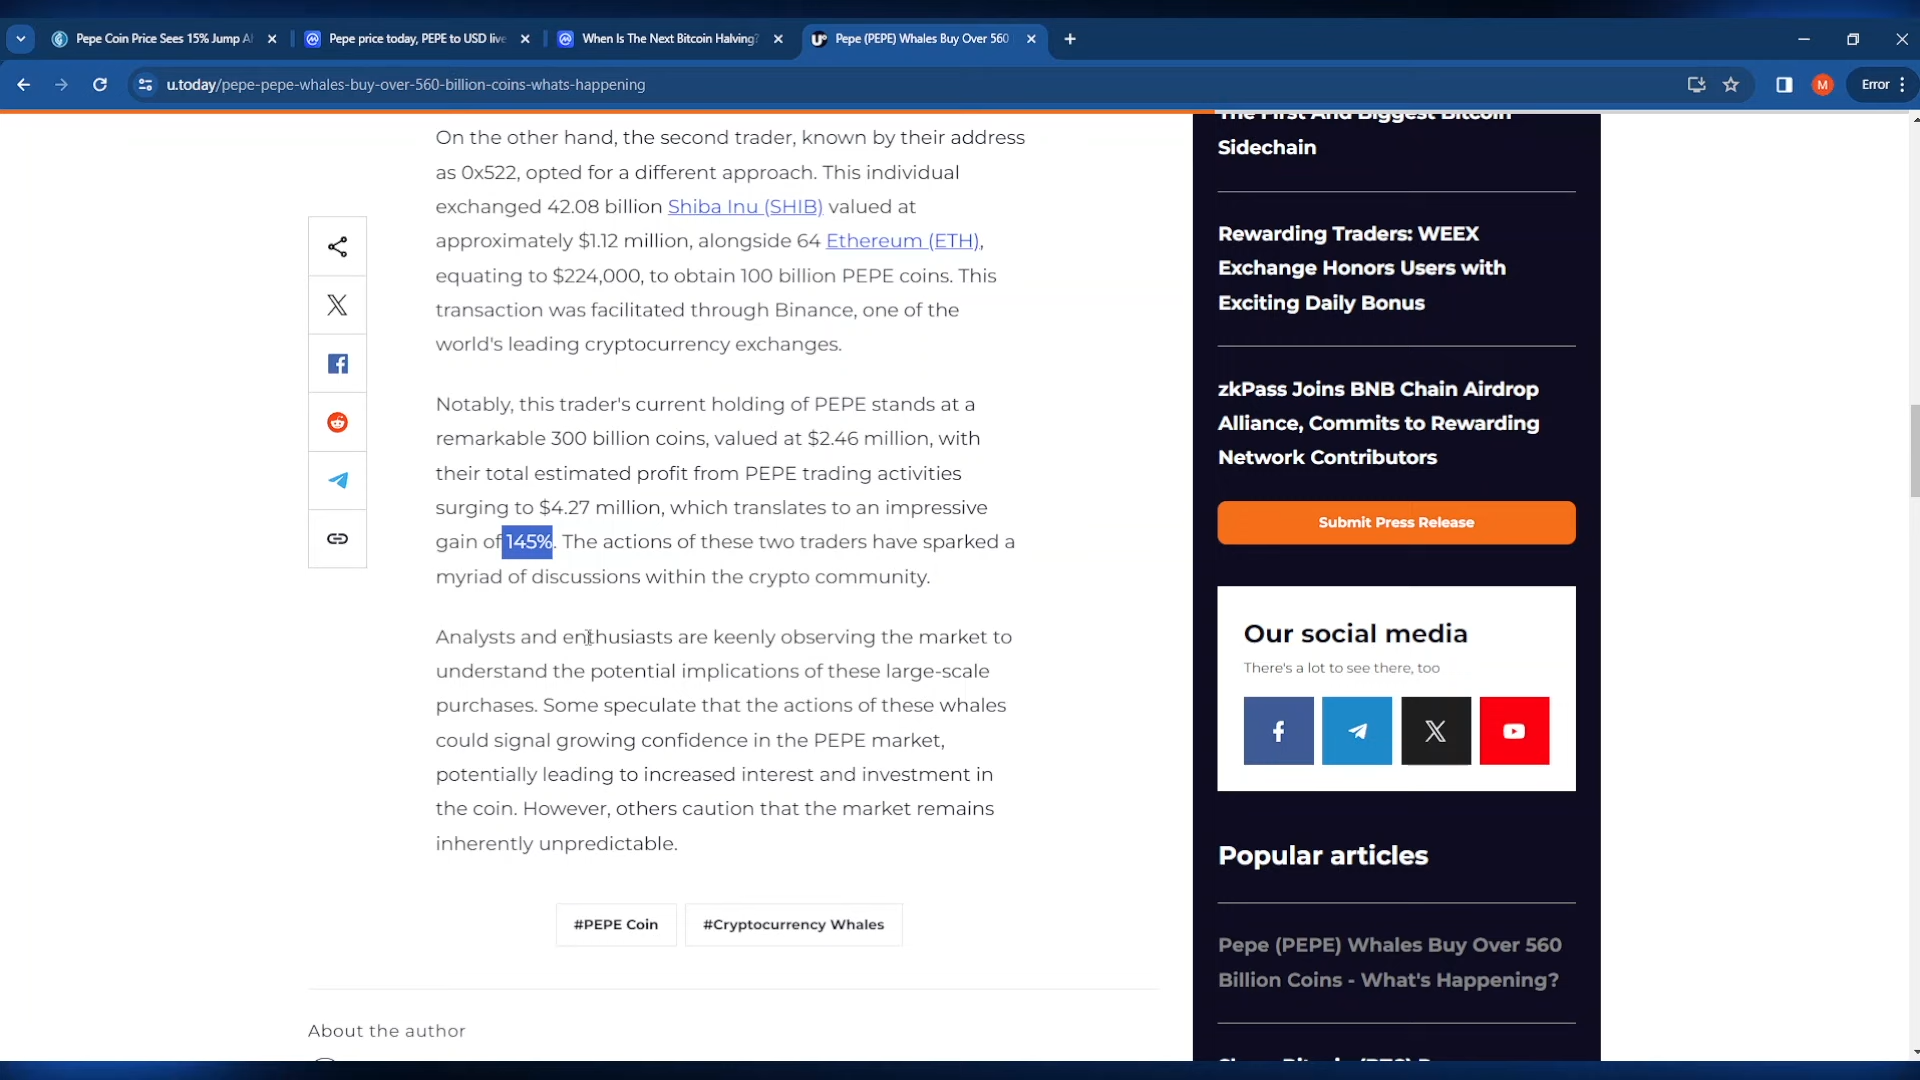 Pepe Coin Price Sees 15% Jump Al
Pepe price today, PEPE to USD live
When Is The Next Bitcoin Halving?
Pepe (PEPE) Whales Buy Over 560
u.today/pepe-pepe-whales-buy-over-560-billion-coins-whats-happening
M
Error
On the other hand, the second trader, known by their address
as 0x522, opted for a different approach. This individual
exchanged 42.08 billion Shiba Inu (SHIB) valued at
approximately $1.12 million, alongside 64 Ethereum (ETH),
equating to $224,000, to obtain 100 billion PEPE coins. This
transaction was facilitated through Binance, one of the
world's leading cryptocurrency exchanges.
Notably, this trader's current holding of PEPE stands at a
remarkable 300 billion coins, valued at $2.46 million, with
their total estimated profit from PEPE trading activities
surging to $4.27 million, which translates to an impressive
gain of 145%. The actions of these two traders have sparked a
myriad of discussions within the crypto community.
Analysts and enthusiasts are keenly observing the market to
understand the potential implications of these large-scale
purchases. Some speculate that the actions of these whales
could signal growing confidence in the PEPE market,
potentially leading to increased interest and investment in
the coin. However, others caution that the market remains
inherently unpredictable.
#PEPE Coin
#Cryptocurrency Whales
About the author
The First And Biggest Bitcoin
Sidechain
Rewarding Traders: WEEX
Exchange Honors Users with
Exciting Daily Bonus
zkPass Joins BNB Chain Airdrop
Alliance, Commits to Rewarding
Network Contributors
Submit Press Release
Our social media
There's a lot to see there, too
Popular articles
Pepe (PEPE) Whales Buy Over 560
Billion Coins - What's Happening?